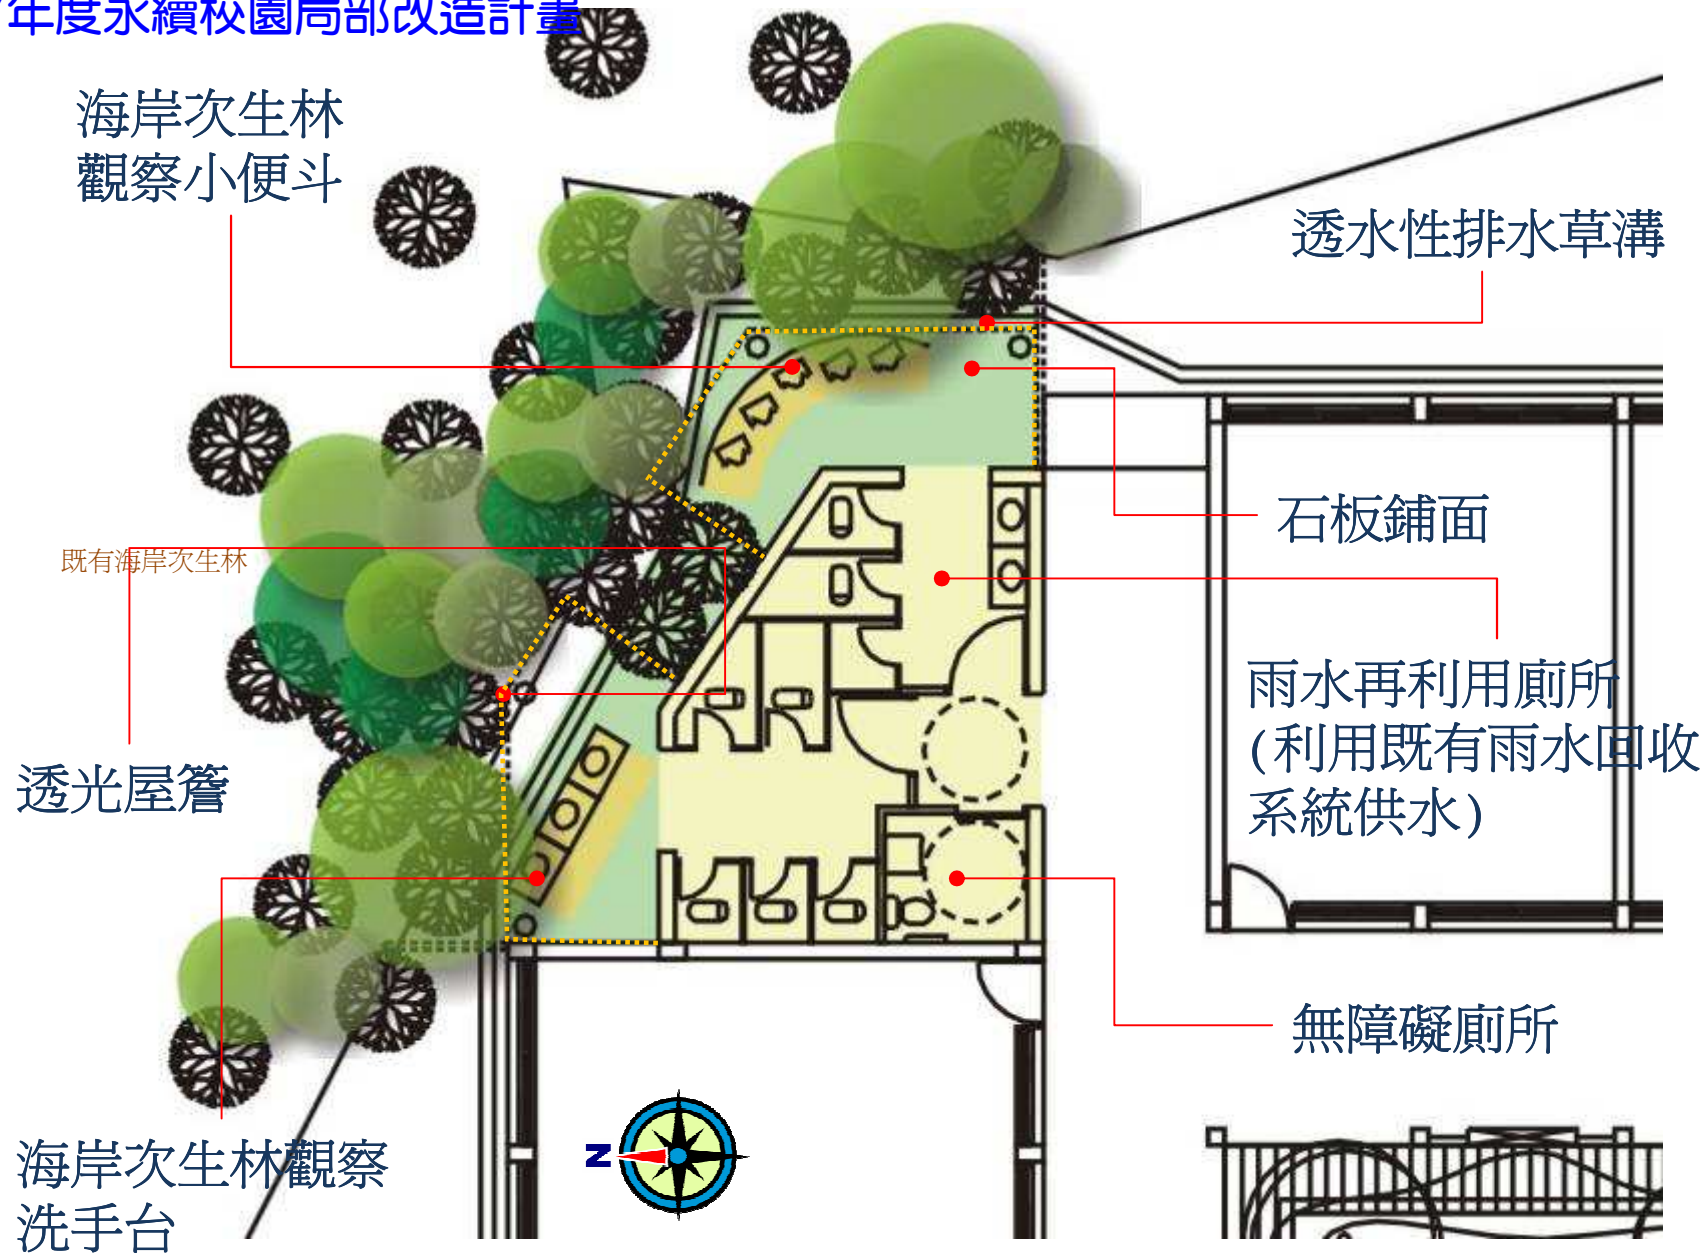 年度永續校園局部改造計畫
海岸次生林
觀察小便斗
透水性排水草溝
石板鋪面
既有海岸次生林
雨水再利用廁所
(利用既有雨水回收
系統供水)
透光屋簷
無障礙廁所
海岸次生林觀察
洗手台
N